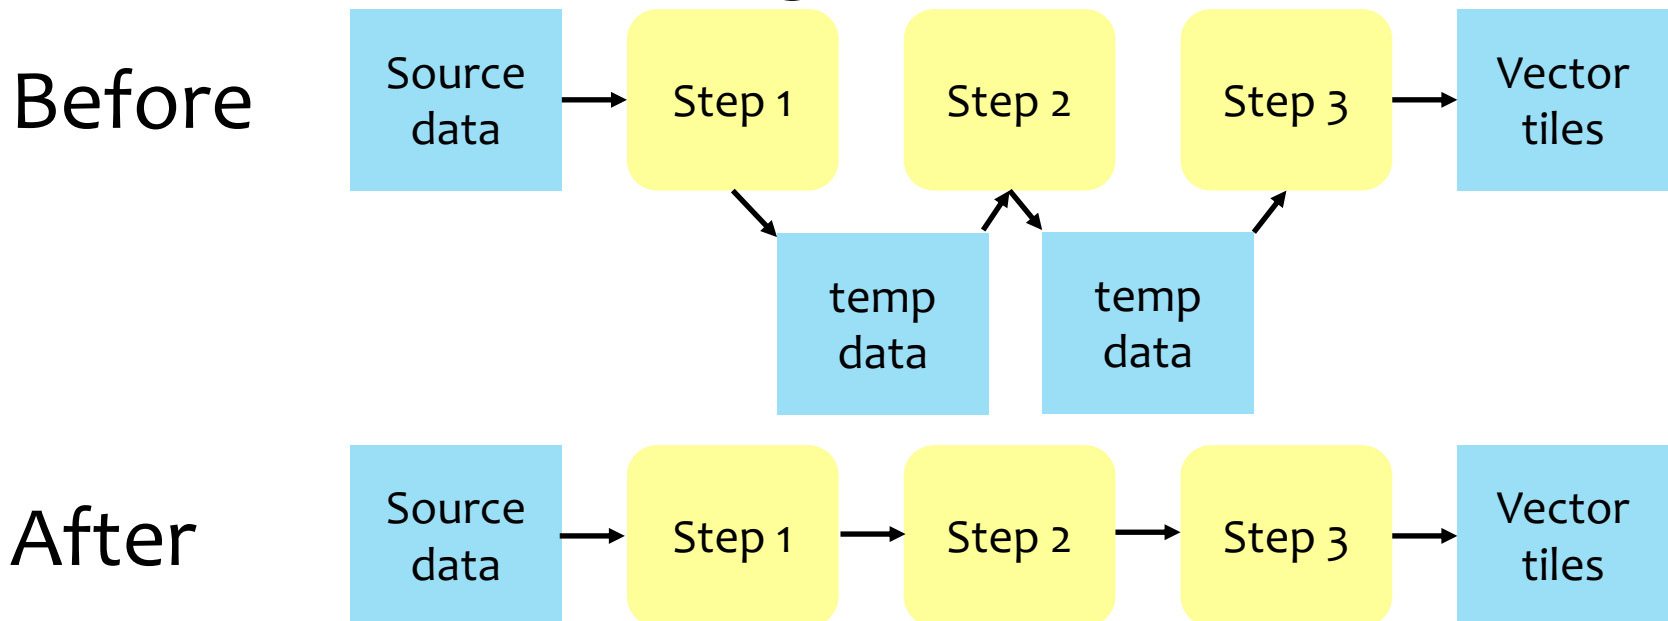 Before
Source
data
Step 1
Step 2
Step 3
Vector
tiles
temp
data
temp
data
After
Source
data
Step 1
Step 2
Step 3
Vector
tiles